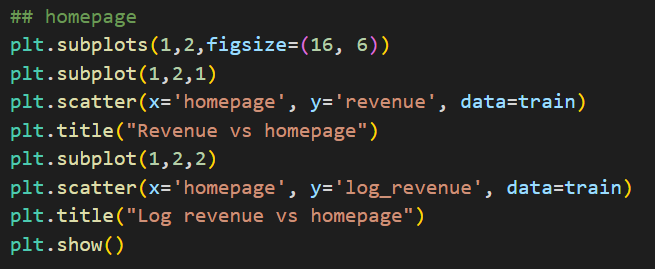 ## homepage
plt.subplots(1,2,figsize=(16, 6))
plt.subplot(1,2,1)
plt.scatter(x='homepage', y='revenue', data=train)
plt.title("Revenue vs homepage")
plt.subplot(1,2,2)
plt.scatter(x='homepage', y='log_revenue', data=train)
plt.title("Log revenue vs homepage")
plt.show()